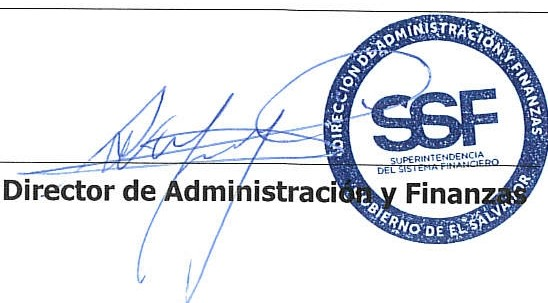 DIRECCIÓN DE ADMINISTRACIÓN Y FINANZAS
SSF
SUPERINTENDENCIA
DEL SISTEMA FINANCIERO
Director de Administración y Finanzas
GOBIERNO DE EL SALVADOR